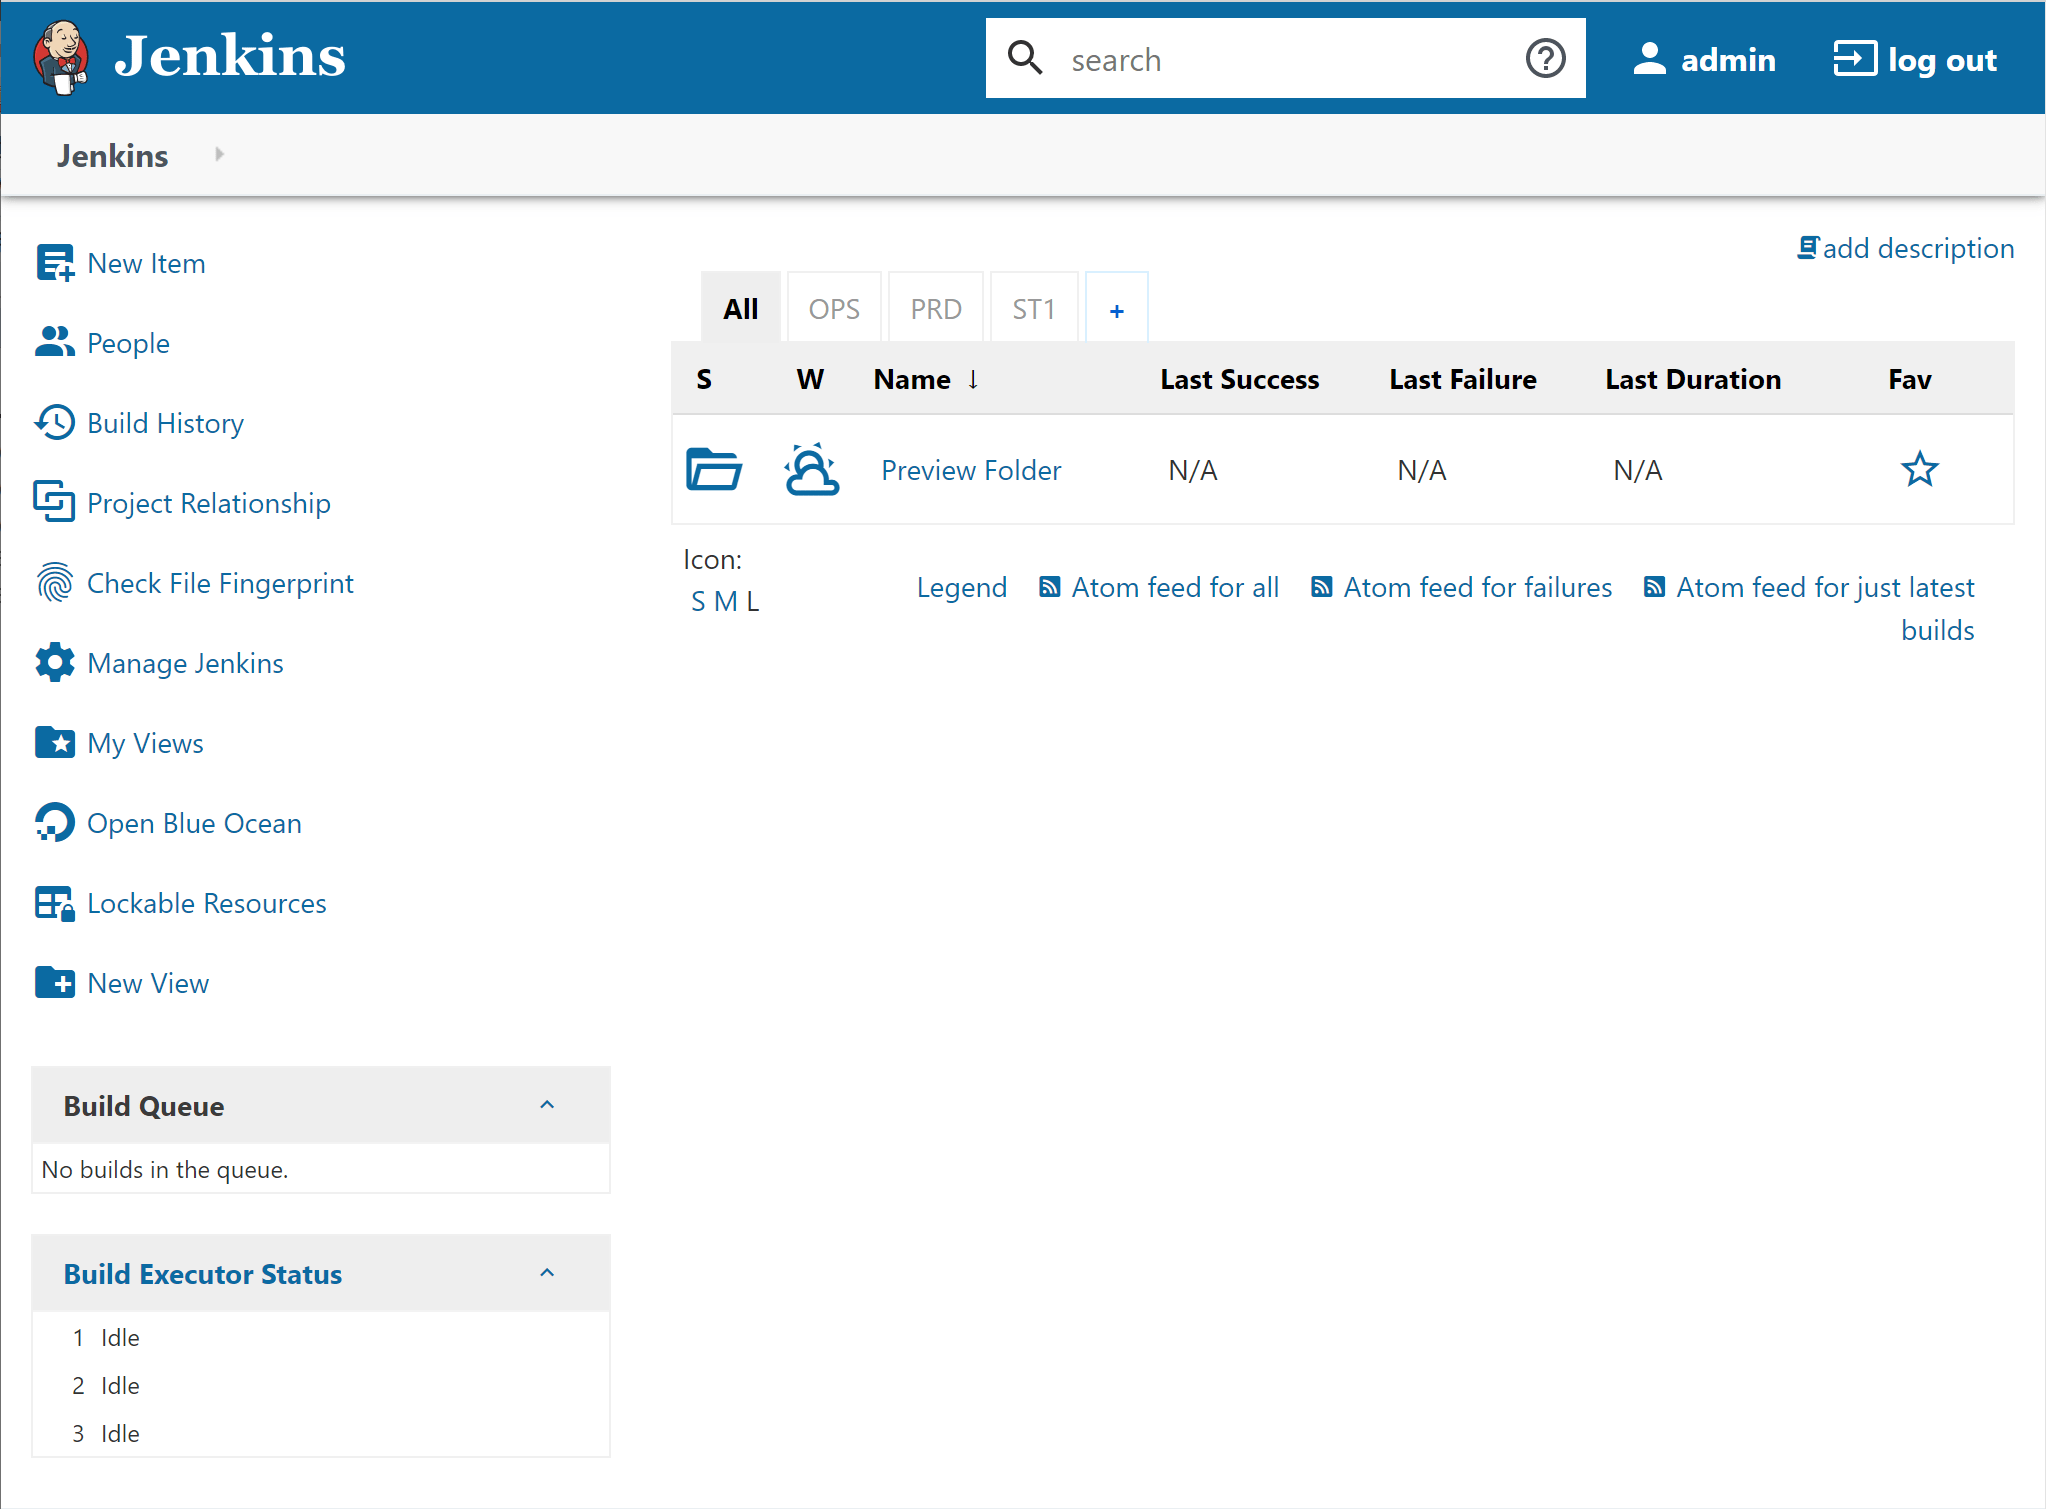 Jenkins
search
admin
log out
Jenkins
New Item
People
Build History
Project Relationship
Check File Fingerprint
Manage Jenkins
My Views
Open Blue Ocean
Lockable Resources
New View
Build Queue
No builds in the queue.
Build Executor Status
1 Idle
2 Idle
3 Idle
add description
All OPS PRD ST1 +
S W Name ↓ Last Success Last Failure Last Duration Fav
Preview Folder N/A N/A N/A
Icon:
S M L
Legend Atom feed for all Atom feed for failures Atom feed for just latest
builds